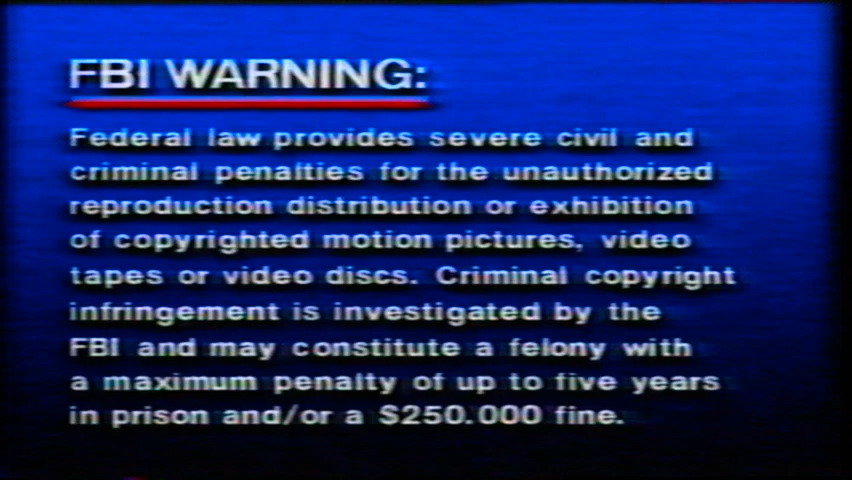 FBI WARNING:
Federal law provides severe civil and
criminal penalties for the unauthorized
reproduction distribution or exhibition
of copyrighted motion pictures, video
tapes or video discs. Criminal copyright
infringement is investigated by the
FBI and may constitute a felony with
a maximum penalty of up to five years
in prison and/or a $250.000 fine.